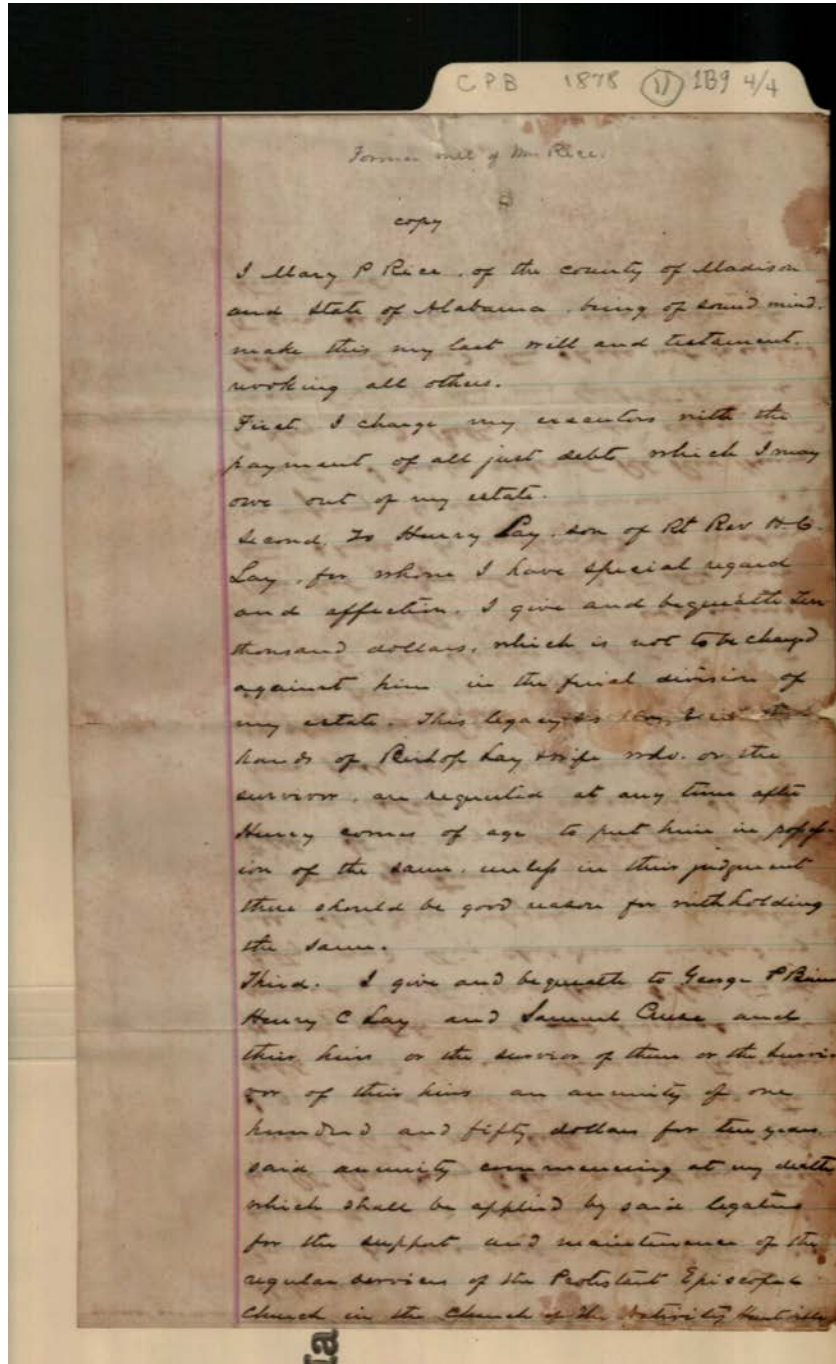 C.P.B 1878 11 1B9 4/4
Former will of Mrs Rice.
copy
I Mary P Rice, of the county of Madison
and State of Alabama, being of sound mind.
make this my last will and testament.
revoking all others.
First. I charge my executors with the
payment, of all just debts which I may
owe out of my estate.
Second. To Henry Lay, son of Rt Rev H.C.
Lay, for whom I have special regard
and affection. I give and bequeathe Ten
thousand dollars, which is not to be charged
against him in the final division of
my estate. This legacy is
hands of Bishop Lay & wife who. or the
survivor, are requested at any time after
Henry comes of age to put him in possess-
ion of the same. unless in their judgment
there should be good reason for withholding
the same.
Third. I give and bequeathe to George P
Henry C Lay and Samuel Cruse and
their heirs or the survivor of them or the survi-
vor of their heirs an annuity of one
hundred and fifty dollars for ten years.
said annuity commencing at my death
which shall be applied by said legatees
for the support and maintenance of the
regular services of the Protestant Episcopal
Church in the Church of the Nativity Huntsville
la